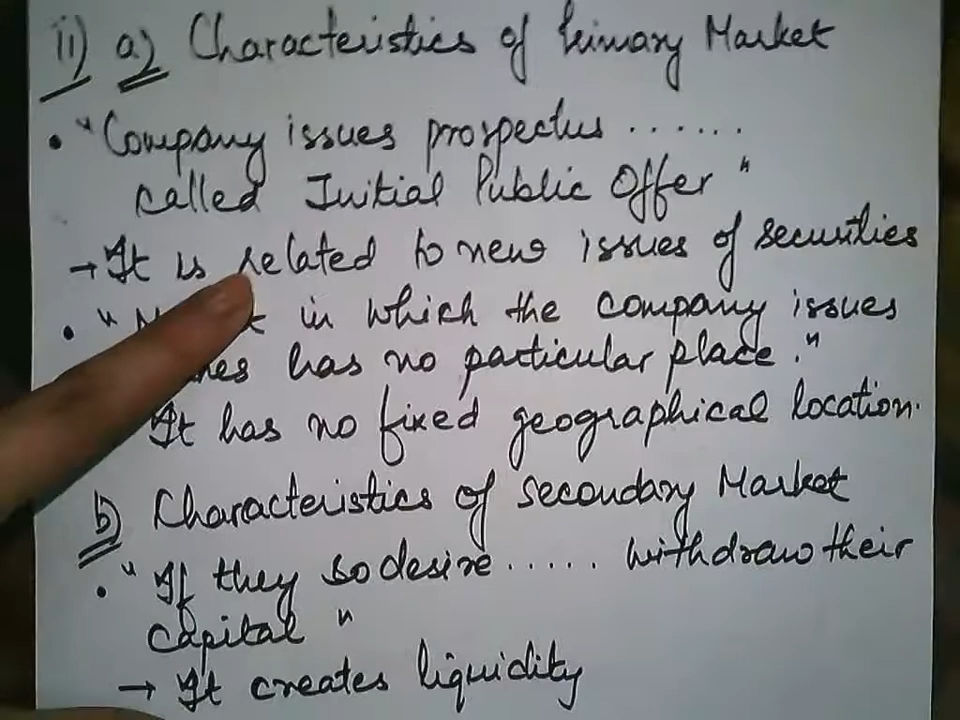 ii) a) Characteristics of Primary Market
• "Company issues prospectus ......
called Initial Public Offer"
→ It is related to new issues of securities
• " in which the company issues
has no particular place."
It has no fixed geographical location.
b) Characteristics of secondary Market
• "If they so desire ..... withdraw their
capital"
→ It creates liquidity